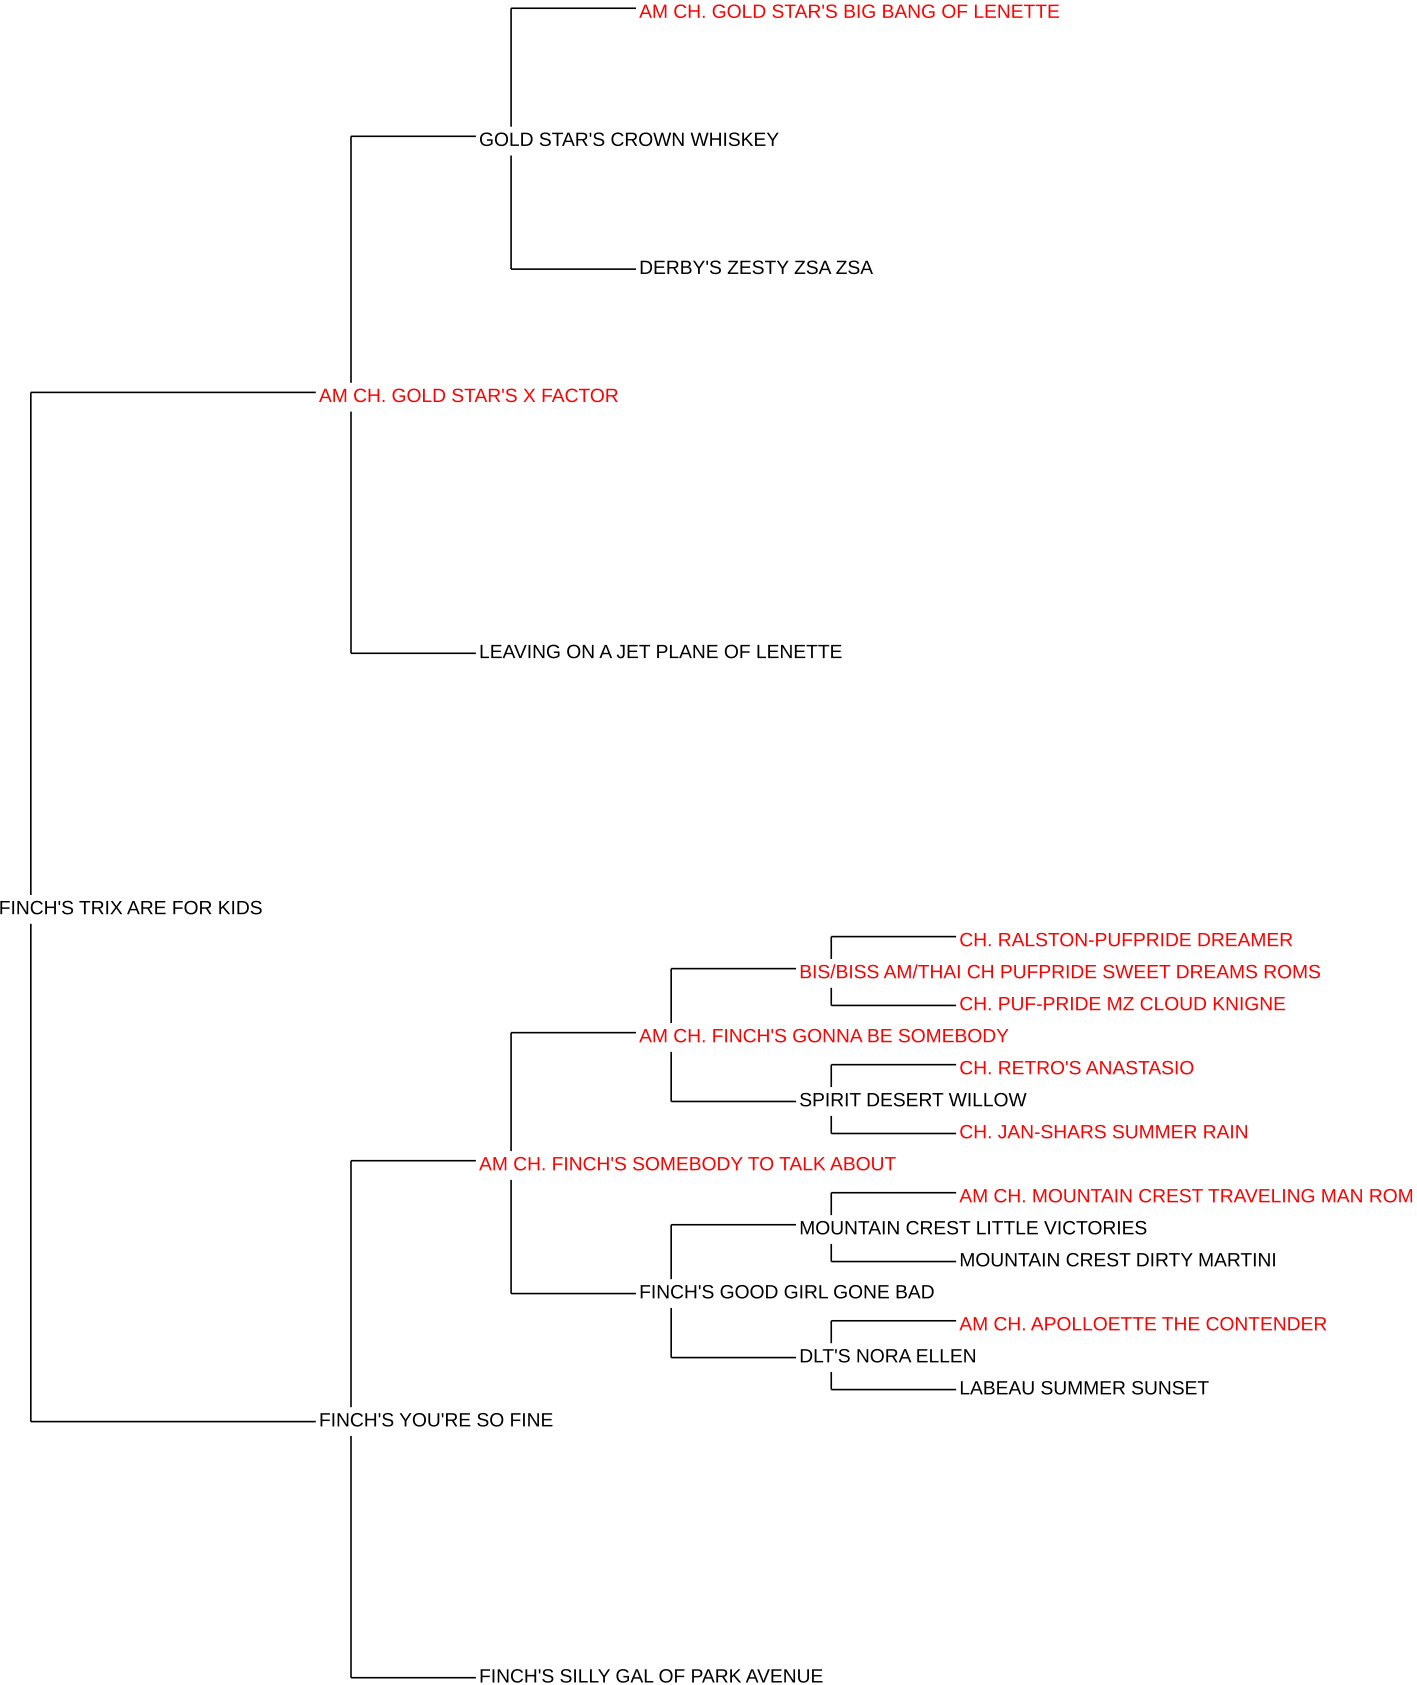 AM CH. GOLD STAR'S BIG BANG OF LENETTE
GOLD STAR'S CROWN WHISKEY
DERBY'S ZESTY ZSA ZSA
AM CH. GOLD STAR'S X FACTOR
LEAVING ON A JET PLANE OF LENETTE
FINCH'S TRIX ARE FOR KIDS
CH. RALSTON-PUFPRIDE DREAMER
BIS/BISS AM/THAI CH PUFPRIDE SWEET DREAMS ROMS
CH. PUF-PRIDE MZ CLOUD KNIGNE
AM CH. FINCH'S GONNA BE SOMEBODY
CH. RETRO'S ANASTASIO
SPIRIT DESERT WILLOW
CH. JAN-SHARS SUMMER RAIN
AM CH. FINCH'S SOMEBODY TO TALK ABOUT
AM CH. MOUNTAIN CREST TRAVELING MAN ROM
MOUNTAIN CREST LITTLE VICTORIES
MOUNTAIN CREST DIRTY MARTINI
FINCH'S GOOD GIRL GONE BAD
AM CH. APOLLOETTE THE CONTENDER
DLT'S NORA ELLEN
LABEAU SUMMER SUNSET
FINCH'S YOU'RE SO FINE
FINCH'S SILLY GAL OF PARK AVENUE